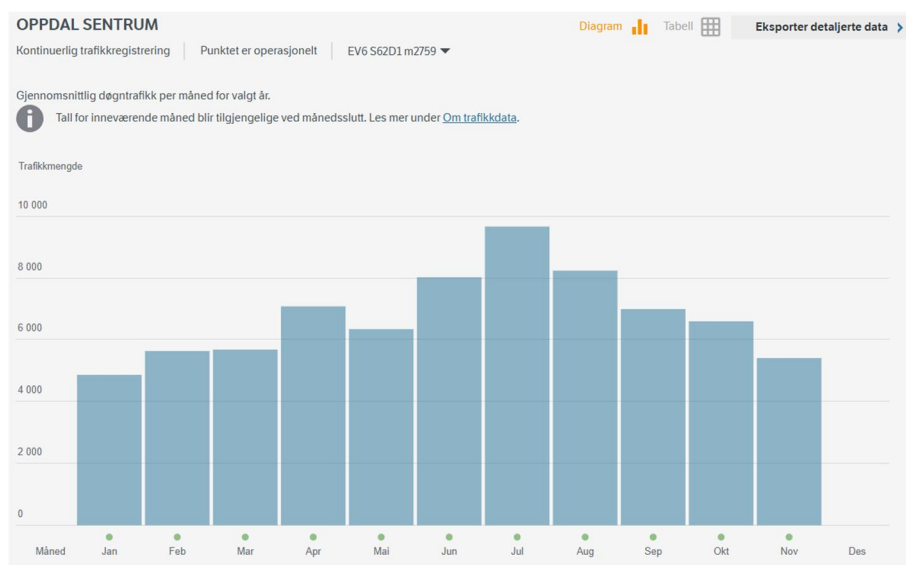 OPPDAL SENTRUM
Diagram Tabell Eksporter detaljerte data
Kontinuerlig trafikkregistrering Punktet er operasjonelt EV6 S62D1 m2759
Gjennomsnittlig døgntrafikk per måned for valgt år.
Tall for inneværende måned blir tilgjengelige ved månedsslutt. Les mer under Om trafikkdata.
Trafikkmengde
10 000
8 000
6 000
4 000
2 000
0
Måned Jan Feb Mar Apr Mai Jun Jul Aug Sep Okt Nov Des